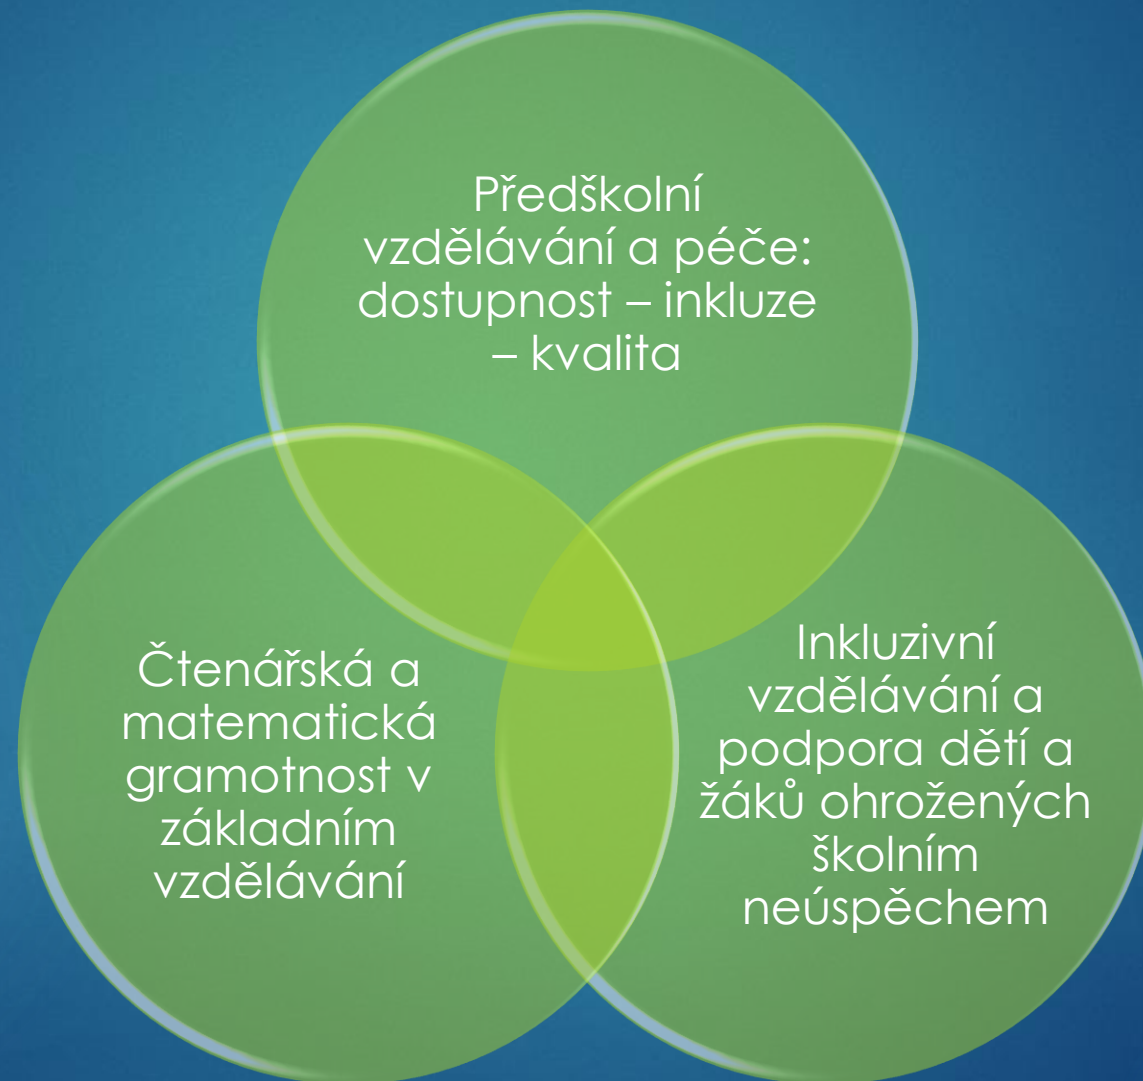 Předškolní
vzdělávání a péče:
dostupnost – inkluze
– kvalita
Čtenářská a
matematická
gramotnost v
základním
vzdělávání
Inkluzivní
vzdělávání a
podpora dětí a
žáků ohrožených
školním
neúspěchem